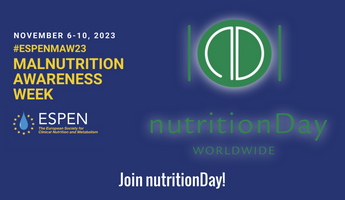 NOVEMBER 6-10, 2023
#ESPENMAW23
MALNUTRITION
AWARENESS
WEEK
ESPEN
The European Society for
Clinical Nutrition and Metabolism
nutritionDay
WORLDWIDE
Join nutritionDay!